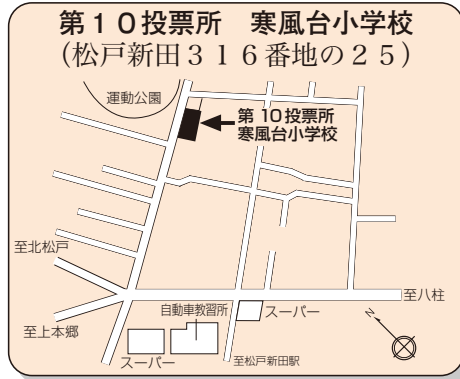 第１０投票所　寒風台小学校
(松戸新田３１６番地の２５)
運動公園
第10投票所
寒風台小学校
至北松戸
至八柱
自動車教習所
スーパー
N
至上本郷
スーパー
至松戸新田駅